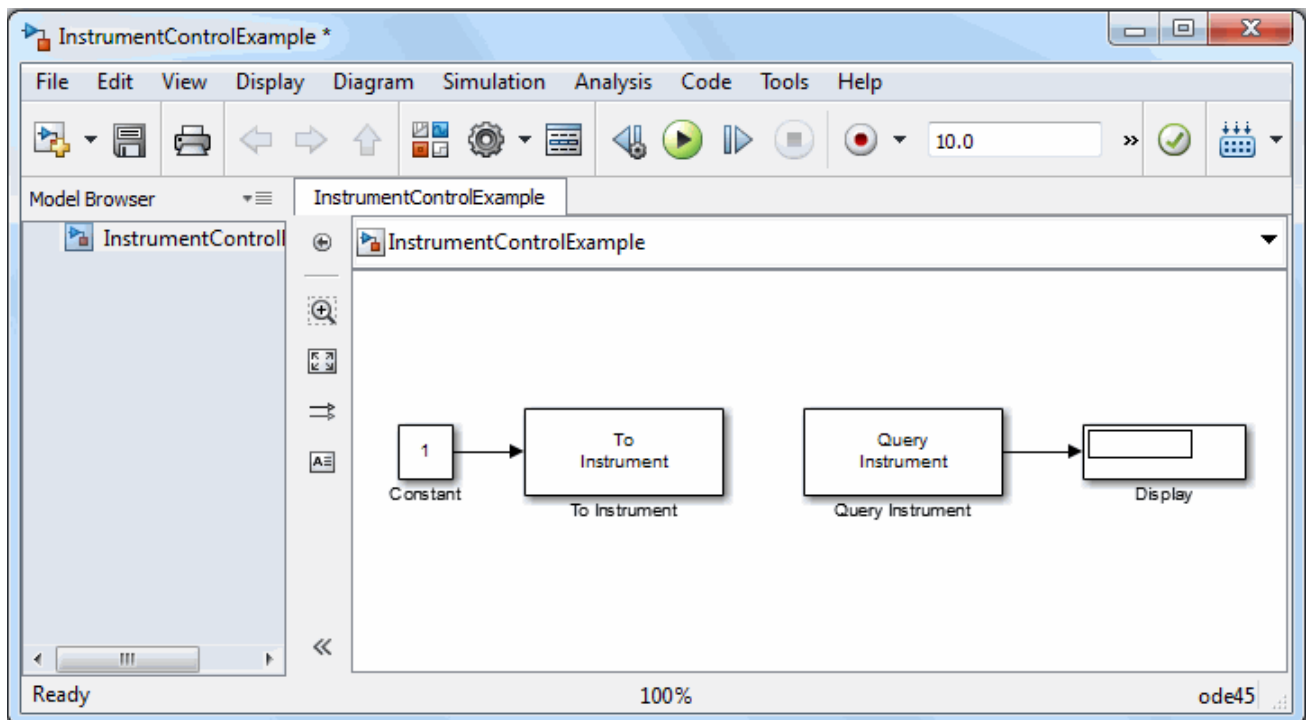 InstrumentControlExample *
File Edit View Display Diagram Simulation Analysis Code Tools Help
10.0
Model Browser
InstrumentControlExample
InstrumentControll
InstrumentControlExample
1
Constant
To
Instrument
To Instrument
Query
Instrument
Query Instrument
Display
Ready 100% ode45